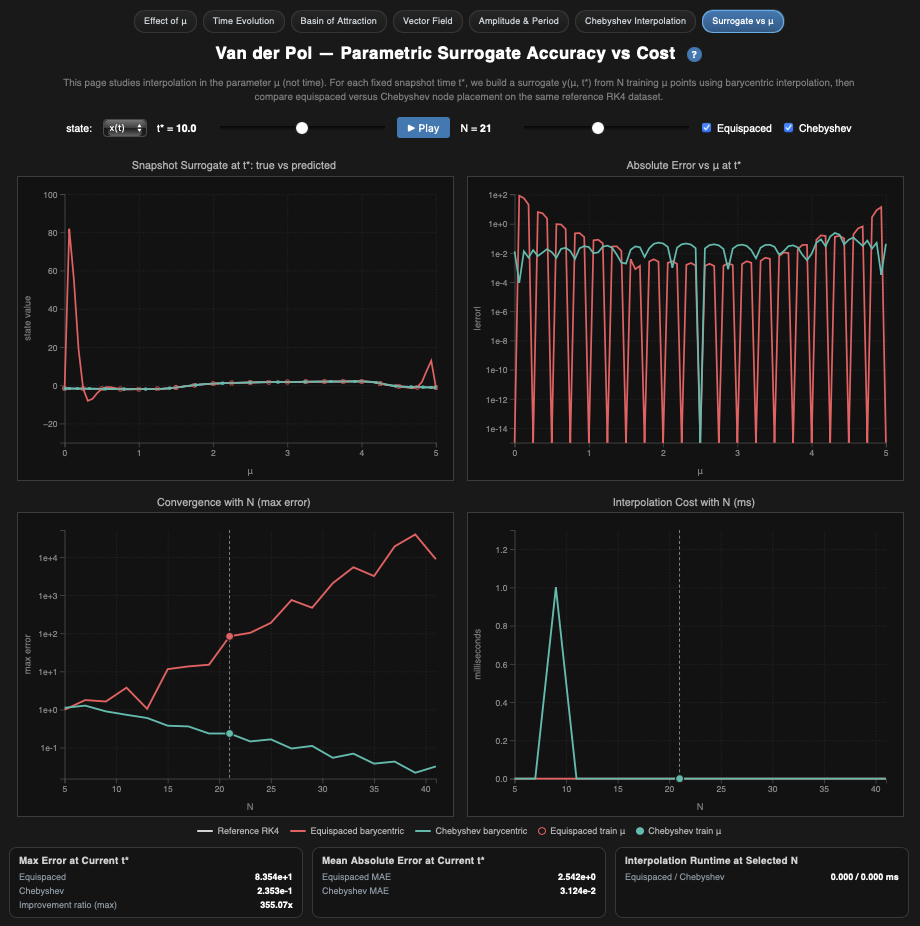 Effect of μ
Time Evolution
Basin of Attraction
Vector Field
Amplitude & Period
Chebyshev Interpolation
Surrogate vs μ
Van der Pol — Parametric Surrogate Accuracy vs Cost ?
This page studies interpolation in the parameter μ (not time). For each fixed snapshot time t*, we build a surrogate y(μ, t*) from N training μ points using barycentric interpolation, then
compare equispaced versus Chebyshev node placement on the same reference RK4 dataset.
state: x(t) t* = 10.0 ▶ Play N = 21 Equispaced Chebyshev
Snapshot Surrogate at t*: true vs predicted
100
80
60
40
20
0
−20
state value
0 1 2 3 4 5
μ
Absolute Error vs μ at t*
1e+2
1e+0
1e-2
1e-4
1e-6
1e-8
1e-10
1e-12
1e-14
|error|
0 1 2 3 4 5
μ
Convergence with N (max error)
1e+4
1e+3
1e+2
1e+1
1e+0
1e-1
max error
5 10 15 20 25 30 35 40
N
Interpolation Cost with N (ms)
1.2
1.0
0.8
0.6
0.4
0.2
0.0
milliseconds
5 10 15 20 25 30 35 40
N
Reference RK4 Equispaced barycentric Chebyshev barycentric Equispaced train μ Chebyshev train μ
Max Error at Current t*
Equispaced 8.354e+1
Chebyshev 2.353e-1
Improvement ratio (max) 355.07x
Mean Absolute Error at Current t*
Equispaced MAE 2.542e+0
Chebyshev MAE 3.124e-2
Interpolation Runtime at Selected N
Equispaced / Chebyshev 0.000 / 0.000 ms